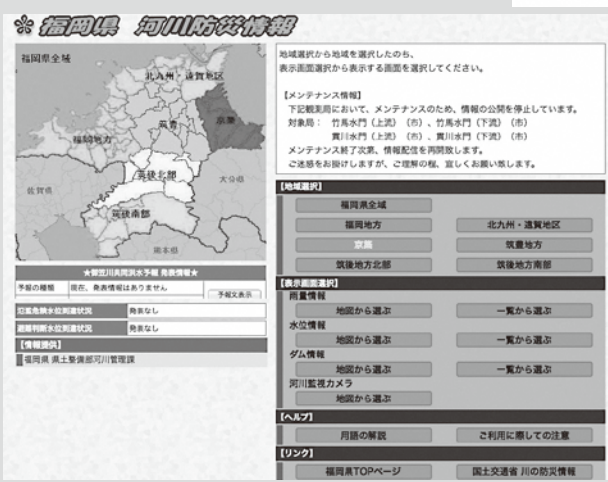 福岡県 河川防災情報
福岡県全域
北九州・遠賀地区
筑豊
京築
福岡地方
筑後北部
大分県
佐賀県
筑後南部
熊本県
★御笠川共同洪水予報 発表情報★
予報の種類 現在、発表情報はありません
予報文表示
氾濫危険水位到達状況 発表なし
避難判断水位到達状況 発表なし
【情報提供】
福岡県 県土整備部河川管理課
地域選択から地域を選択したのち、
表示画面選択から表示する画面を選択してください。
【メンテナンス情報】
下記観測局において、メンテナンスのため、情報の公開を停止しています。
対象局： 竹馬水門（上流）（市）、竹馬水門（下流）（市）
貫川水門（上流）（市）、貫川水門（下流）（市）
メンテナンス終了次第、情報配信を再開致します。
ご迷惑をお掛けしますが、ご理解の程、宜しくお願い致します。
【地域選択】
福岡県全域
福岡地方 北九州・遠賀地区
京築 筑豊地方
筑後地方北部 筑後地方南部
【表示画面選択】
雨量情報
地図から選ぶ 一覧から選ぶ
水位情報
地図から選ぶ 一覧から選ぶ
ダム情報
地図から選ぶ 一覧から選ぶ
河川監視カメラ
地図から選ぶ
【ヘルプ】
用語の解説 ご利用に際しての注意
【リンク】
福岡県TOPページ 国土交通省 川の防災情報